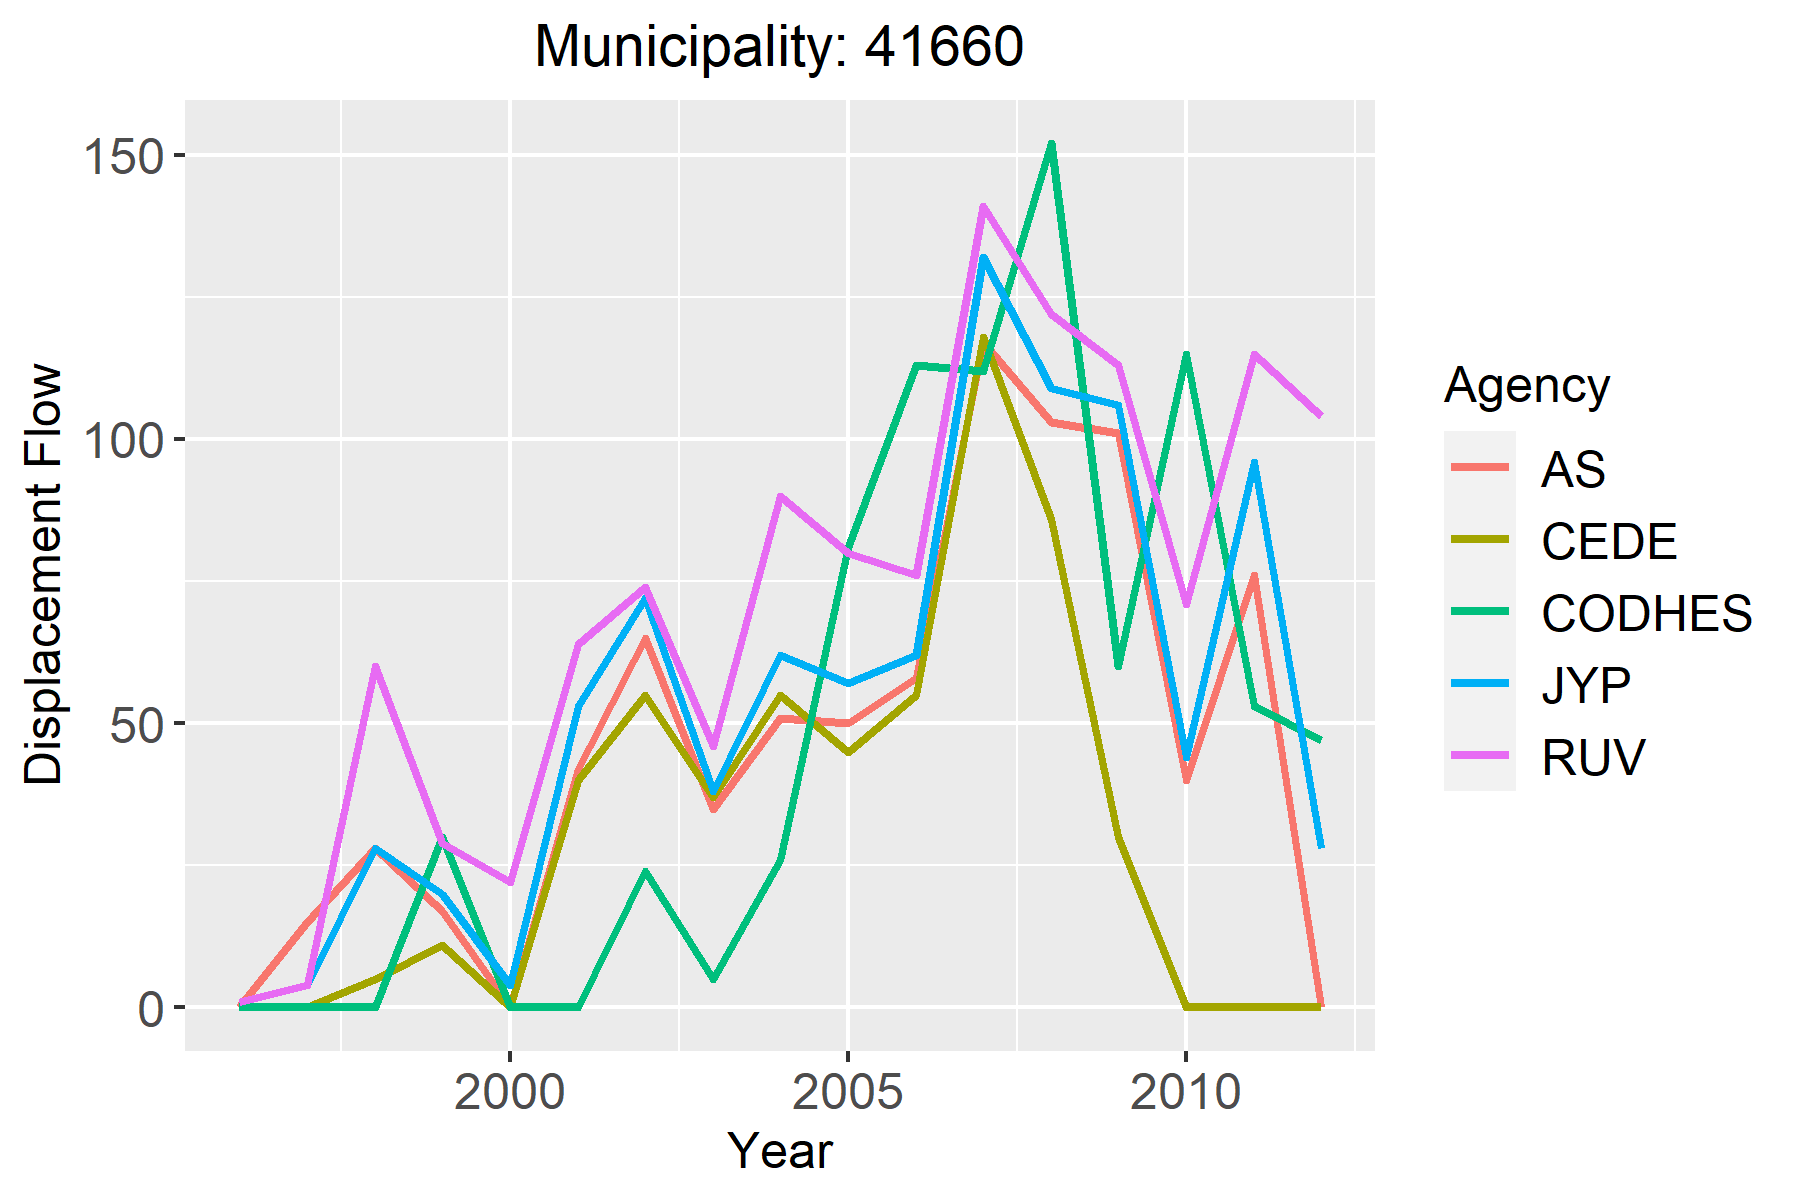 Municipality: 41660
Displacement Flow
150
100
50
0
2000 2005 2010
Year
Agency
AS
CEDE
CODHES
JYP
RUV